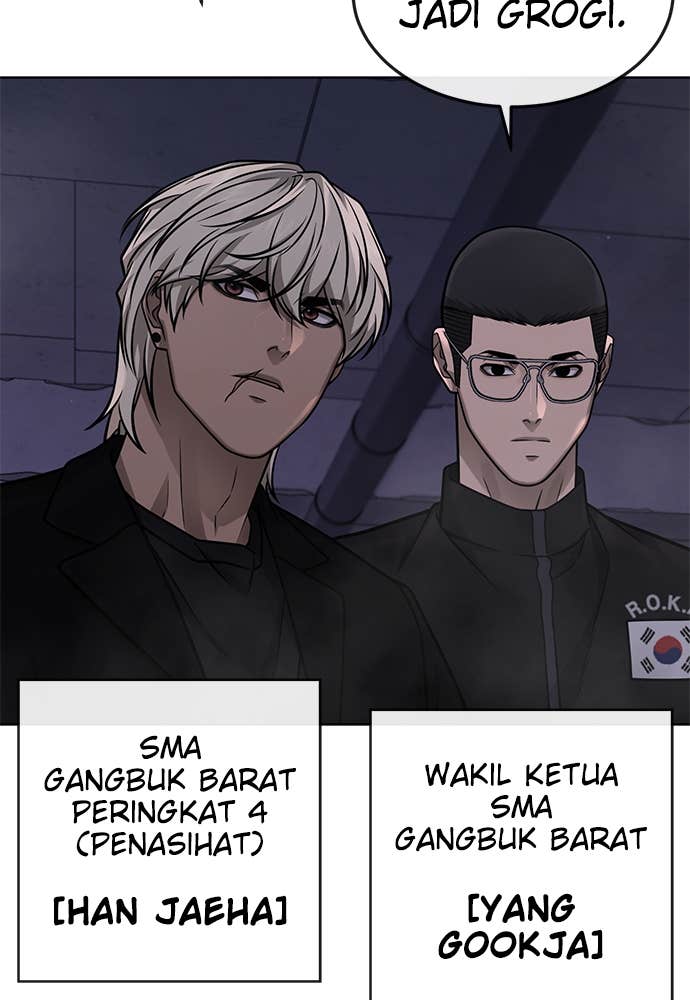 JADI GROGI.
R.O.K.
SMA
GANGBUK BARAT
PERINGKAT 4
(PENASIHAT)
[HAN JAEHA]
WAKIL KETUA
SMA
GANGBUK BARAT
[YANG
GOOKJA]